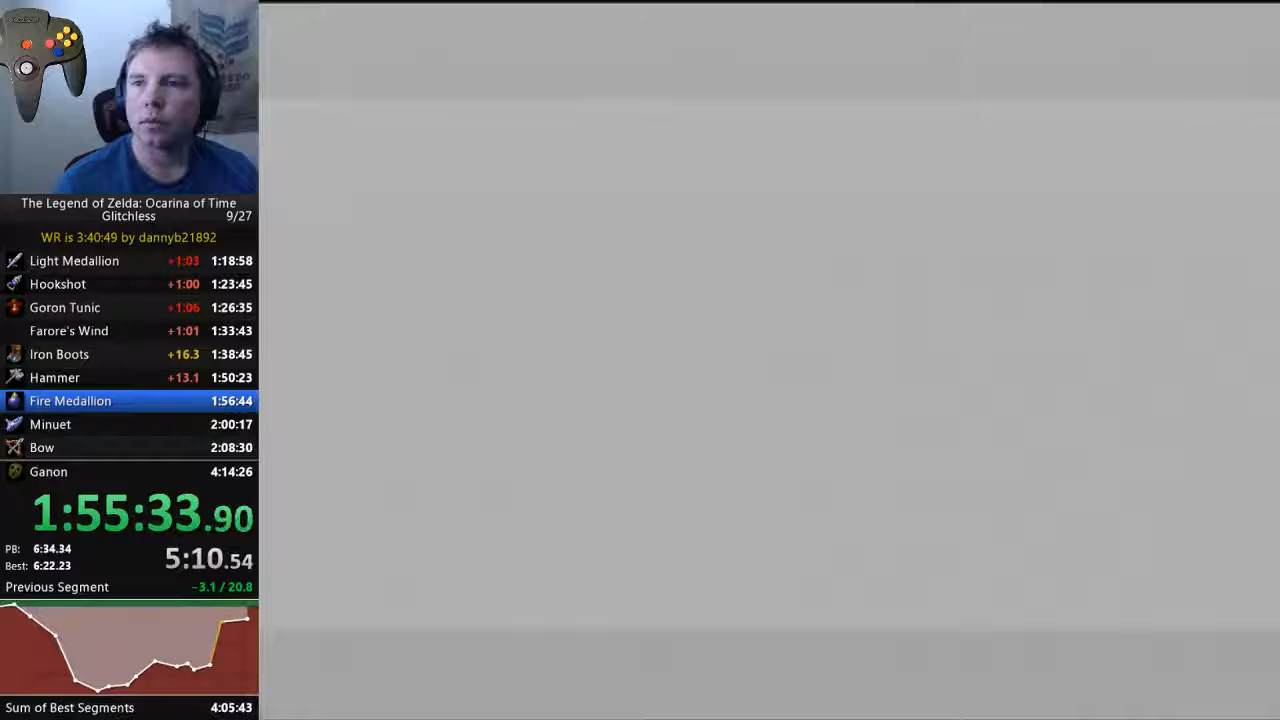 The Legend of Zelda: Ocarina of Time
Glitchless 9/27
WR is 3:40:49 by dannyb21892
Light Medallion +1:03 1:18:58
Hookshot +1:00 1:23:45
Goron Tunic +1:06 1:26:35
Farore's Wind +1:01 1:33:43
Iron Boots +16.3 1:38:45
Hammer +13.1 1:50:23
Fire Medallion 1:56:44
Minuet 2:00:17
Bow 2:08:30
Ganon 4:14:26
1:55:33.90
PB: 6:34.34
Best: 6:22.23
5:10.54
Previous Segment -3.1 / 20.8
Sum of Best Segments 4:05:43